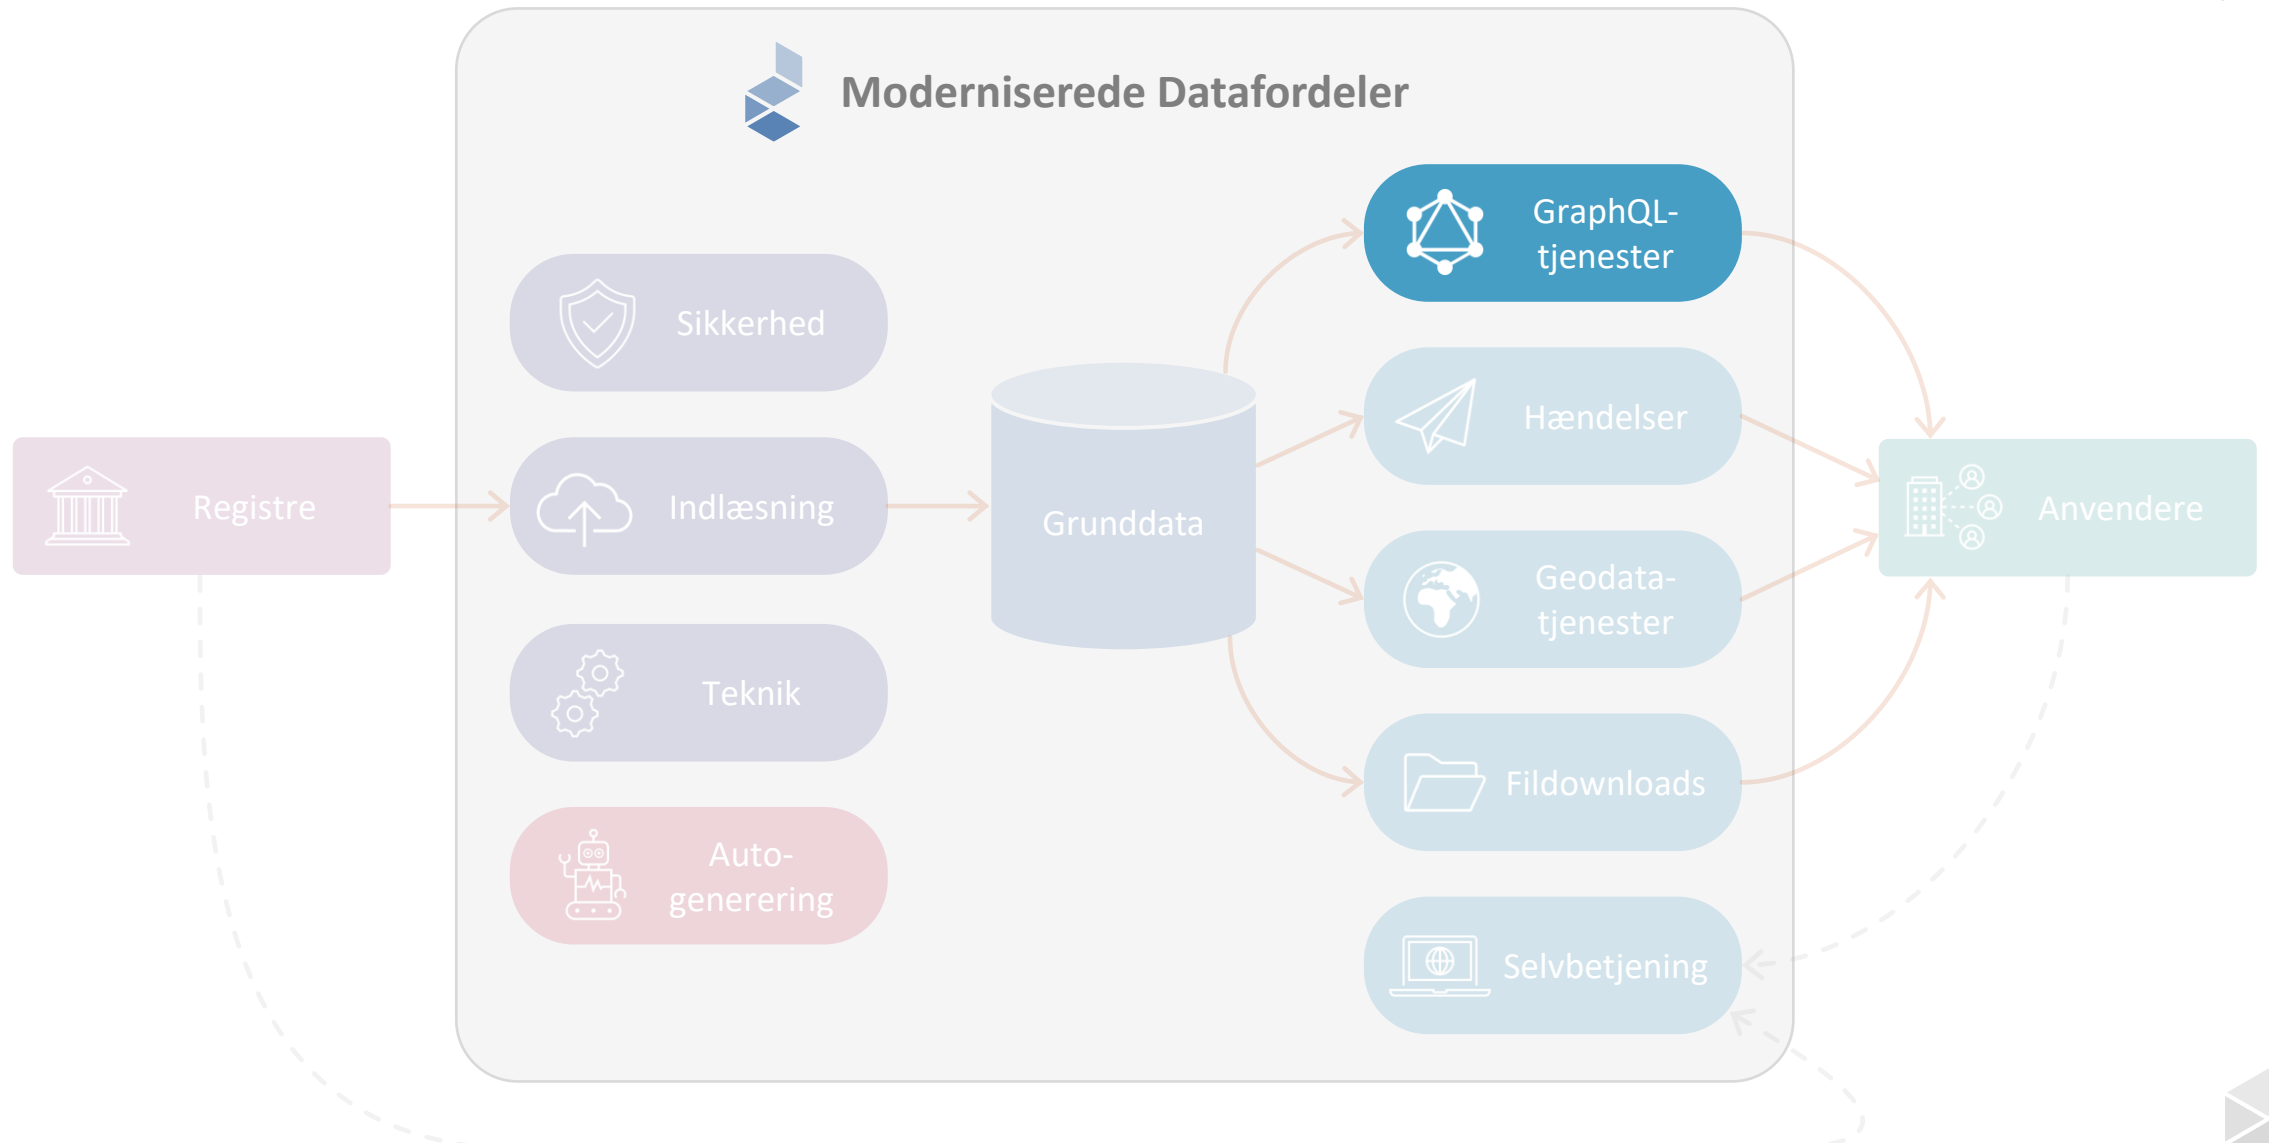 Moderniserede Datafordeler
GraphQL-
tjenester
Sikkerhed
Hændelser
Registre
Indlæsning
Grunddata
Anvendere
Geodata-
tjenester
Teknik
Fildownloads
Auto-
generering
Selvbetjening